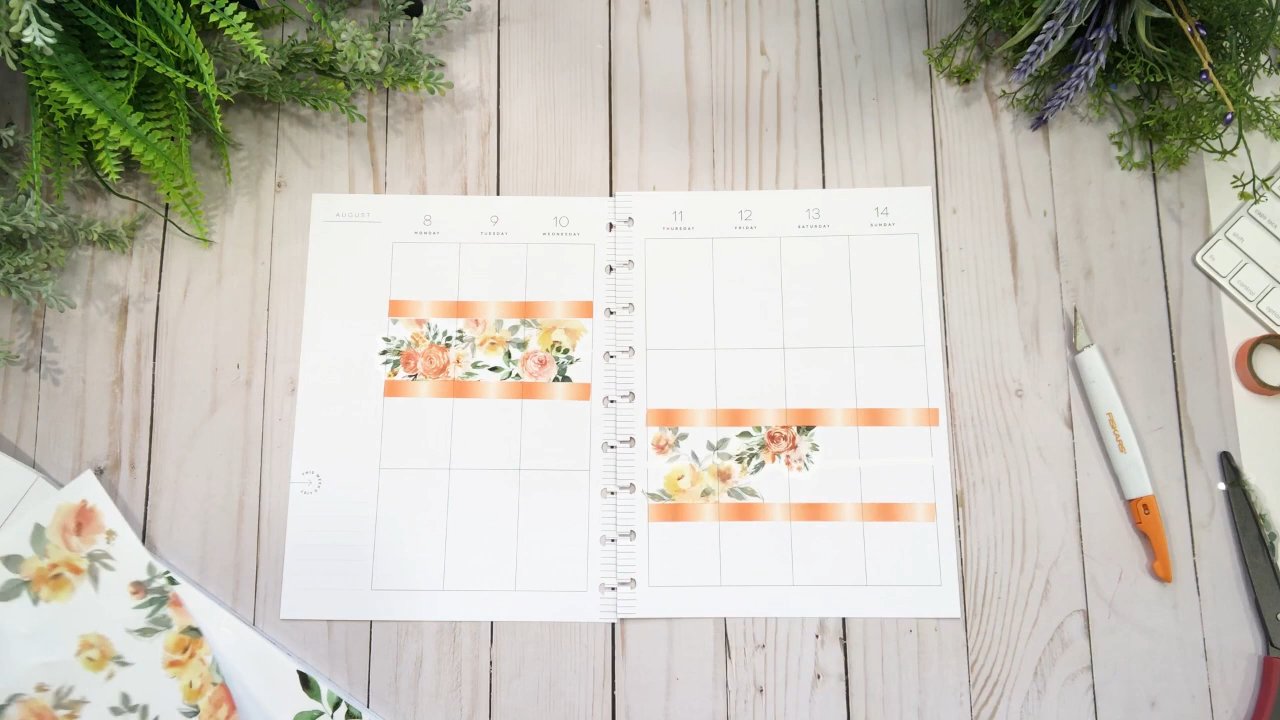 AUGUST
8 9 10
MONDAY TUESDAY WEDNESDAY
11 12 13 14
THURSDAY FRIDAY SATURDAY SUNDAY
FISKARS